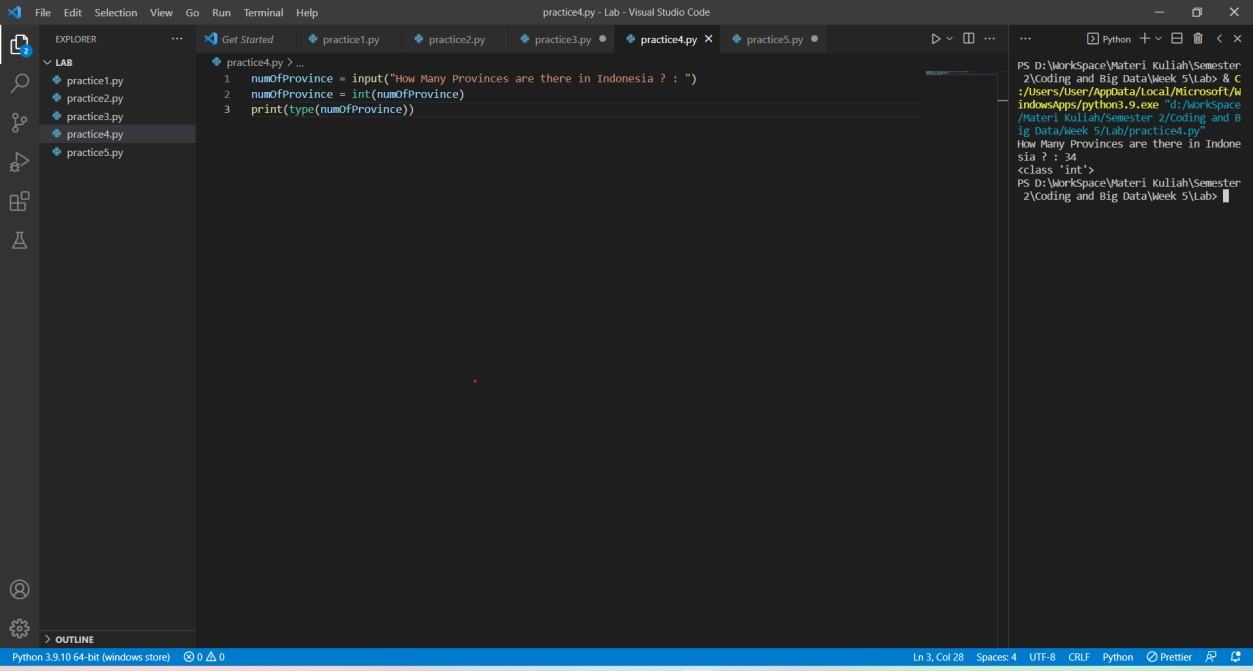 File Edit Selection View Go Run Terminal Help
practice4.py - Lab - Visual Studio Code
2
EXPLORER ...
LAB
practice1.py
practice2.py
practice3.py
practice4.py
practice5.py
OUTLINE
Get Started practice1.py practice2.py practice3.py practice4.py practice5.py
practice4.py > ...
1 numOfProvince = input("How Many Provinces are there in Indonesia ? : ")
2 numOfProvince = int(numOfProvince)
3 print(type(numOfProvince))
... Python
PS D:\WorkSpace\Materi Kuliah\Semester
2\Coding and Big Data\Week 5\Lab> & C
:/Users/User/AppData/Local/Microsoft/W
indowsApps/python3.9.exe "d:/WorkSpace
/Materi Kuliah/Semester 2/Coding and B
ig Data/Week 5/Lab/practice4.py"
How Many Provinces are there in Indone
sia ? : 34
<class 'int'>
PS D:\WorkSpace\Materi Kuliah\Semester
2\Coding and Big Data\Week 5\Lab>
Python 3.9.10 64-bit (windows store) 0 0 Ln 3, Col 28 Spaces: 4 UTF-8 CRLF Python Prettier